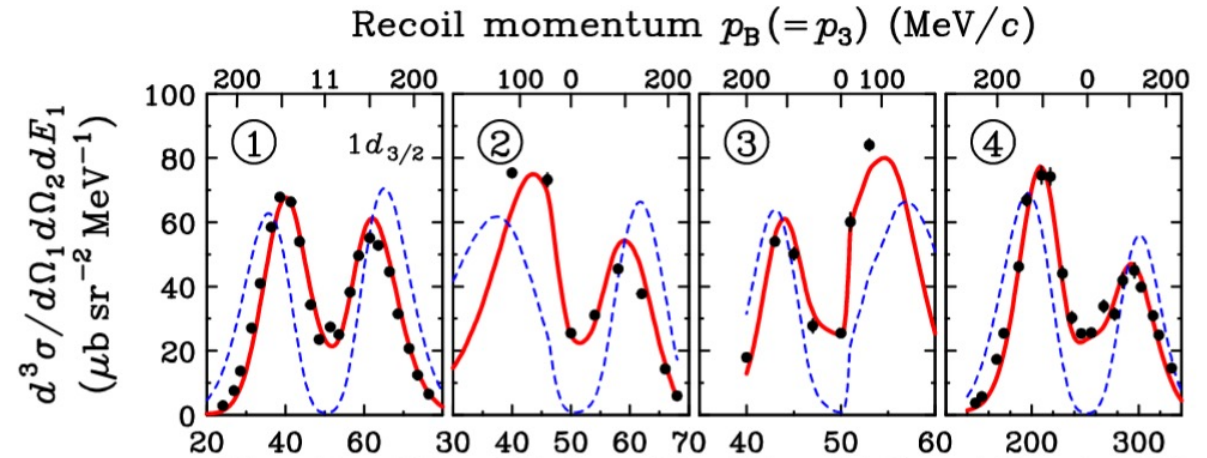 Recoil momentum p_B(=p_3) (MeV/c)
200 11 200 100 0 200 200 0 100 200 0 200
d^3σ/dΩ_1dΩ_2dE_1
(μb sr^−2 MeV^−1)
100
80
60
40
20
0
① 1d_3/2 ② ③ ④
20 40 60 30 40 50 60 70 40 50 60 200 300